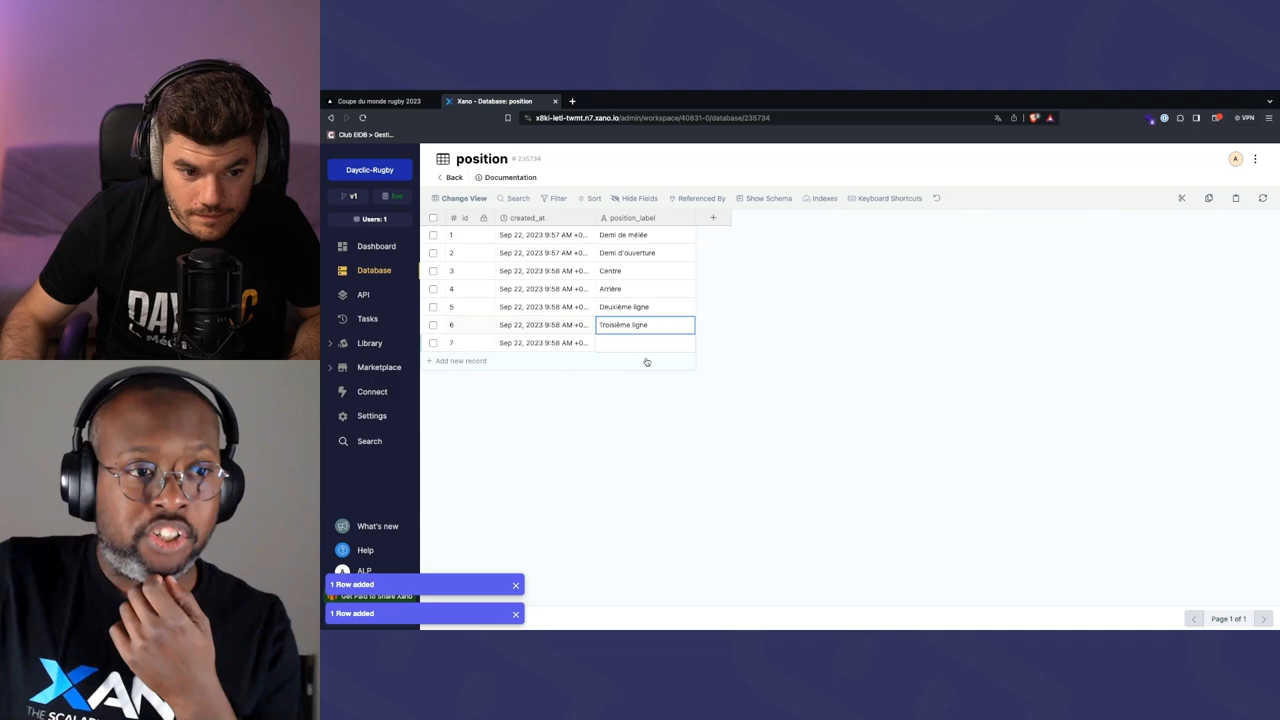 Coupe du monde rugby 2023
Xano - Database: position
x8ki-letl-twmt.n7.xano.io/admin/workspace/40831-0/database/235734
VPN
Club EIDB > Gesti...
Dayclic-Rugby
v1
live
Users: 1
Dashboard
Database
API
Tasks
Library
Marketplace
Connect
Settings
Search
What's new
Help
ALP
Get Paid to Share Xano
position # 235734
A
Back
Documentation
Change View
Search
Filter
Sort
Hide Fields
Referenced By
Show Schema
Indexes
Keyboard Shortcuts
# id
created_at
A position_label
+
1 Sep 22, 2023 9:57 AM +0... Demi de mélée
2 Sep 22, 2023 9:57 AM +0... Demi d'ouverture
3 Sep 22, 2023 9:58 AM +0... Centre
4 Sep 22, 2023 9:58 AM +0... Arrière
5 Sep 22, 2023 9:58 AM +0... Deuxième ligne
6 Sep 22, 2023 9:58 AM +0... Troisième ligne
7 Sep 22, 2023 9:58 AM +0...
+ Add new record
1 Row added
1 Row added
Page 1 of 1
XAN
THE SCALAB